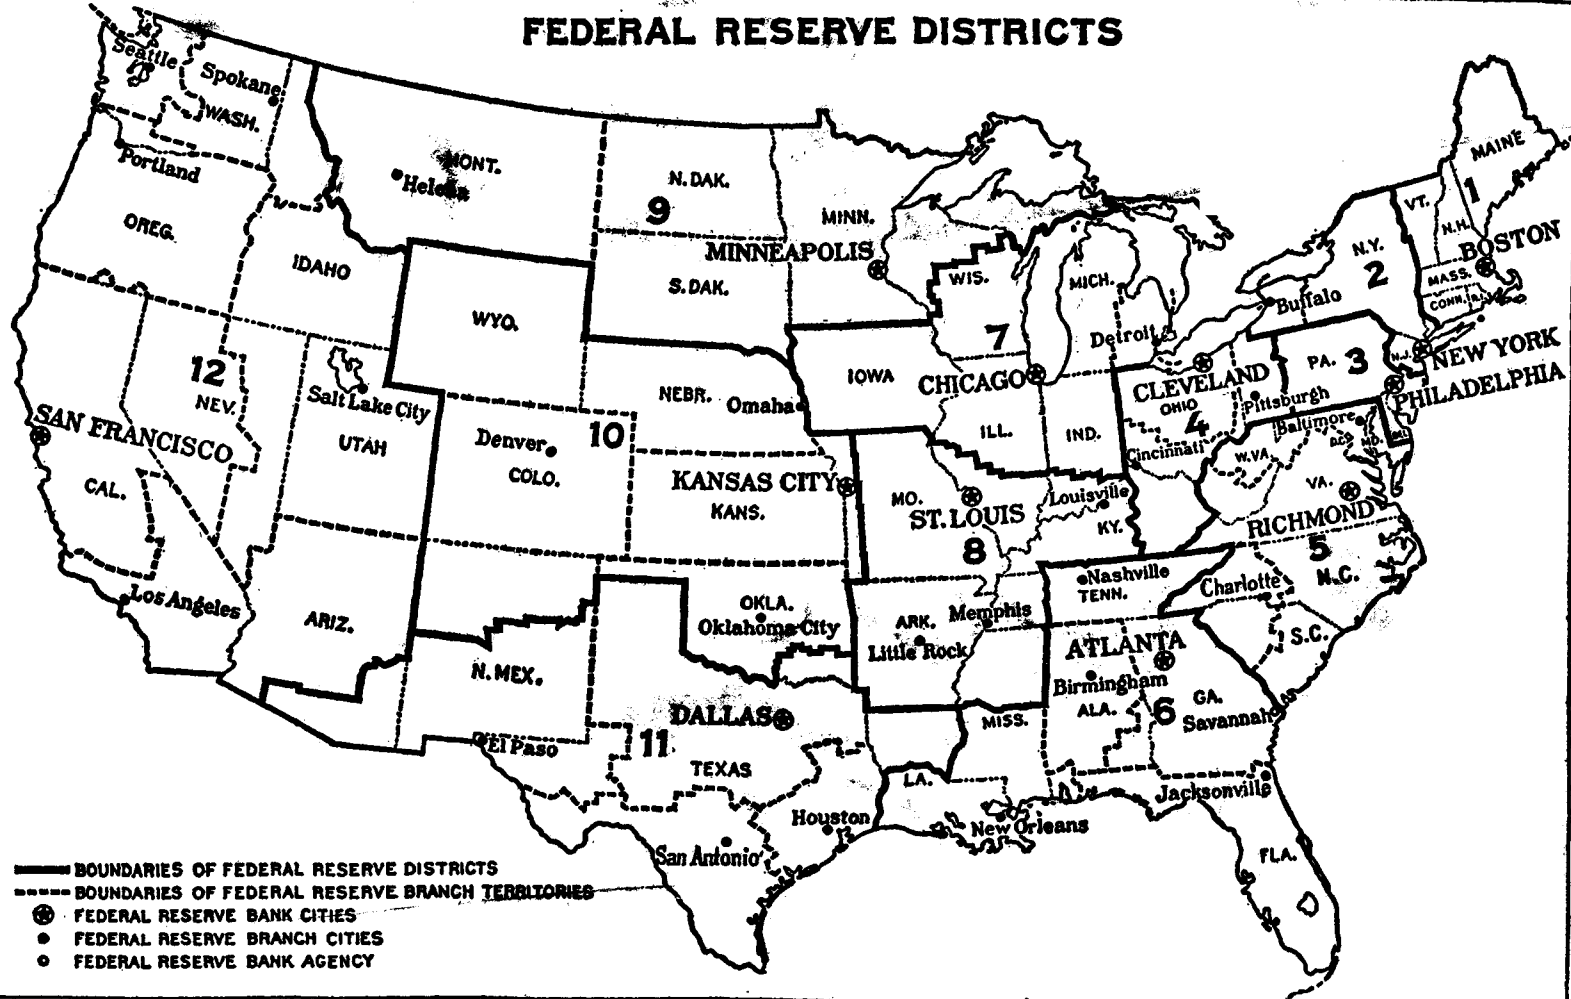 FEDERAL RESERVE DISTRICTS
Seattle
Spokane
WASH.
Portland
OREG.
IDAHO
MONT.
Helena
N. DAK.
9
S. DAK.
MINN.
MINNEAPOLIS
WIS.
MICH.
7
Detroit
MAINE
1
VT.
N.H.
BOSTON
MASS.
CONN.
R.I.
N.Y.
2
Buffalo
NEW YORK
N.J.
PA.
3
PHILADELPHIA
Pittsburgh
CLEVELAND
OHIO
4
Cincinnati
Baltimore
D.C.
MD.
DEL.
W.VA.
VA.
RICHMOND
5
Charlotte
N.C.
S.C.
WYO.
12
NEV.
Salt Lake City
UTAH
SAN FRANCISCO
CAL.
Los Angeles
ARIZ.
NEBR.
Omaha
10
Denver
COLO.
KANSAS CITY
KANS.
IOWA
CHICAGO
ILL.
IND.
MO.
ST. LOUIS
8
Louisville
KY.
Nashville
TENN.
OKLA.
Oklahoma City
ARK.
Memphis
Little Rock
N. MEX.
El Paso
DALLAS
11
TEXAS
Houston
San Antonio
LA.
New Orleans
MISS.
ATLANTA
Birmingham
ALA.
6
GA.
Savannah
Jacksonville
FLA.
BOUNDARIES OF FEDERAL RESERVE DISTRICTS
BOUNDARIES OF FEDERAL RESERVE BRANCH TERRITORIES
FEDERAL RESERVE BANK CITIES
FEDERAL RESERVE BRANCH CITIES
FEDERAL RESERVE BANK AGENCY